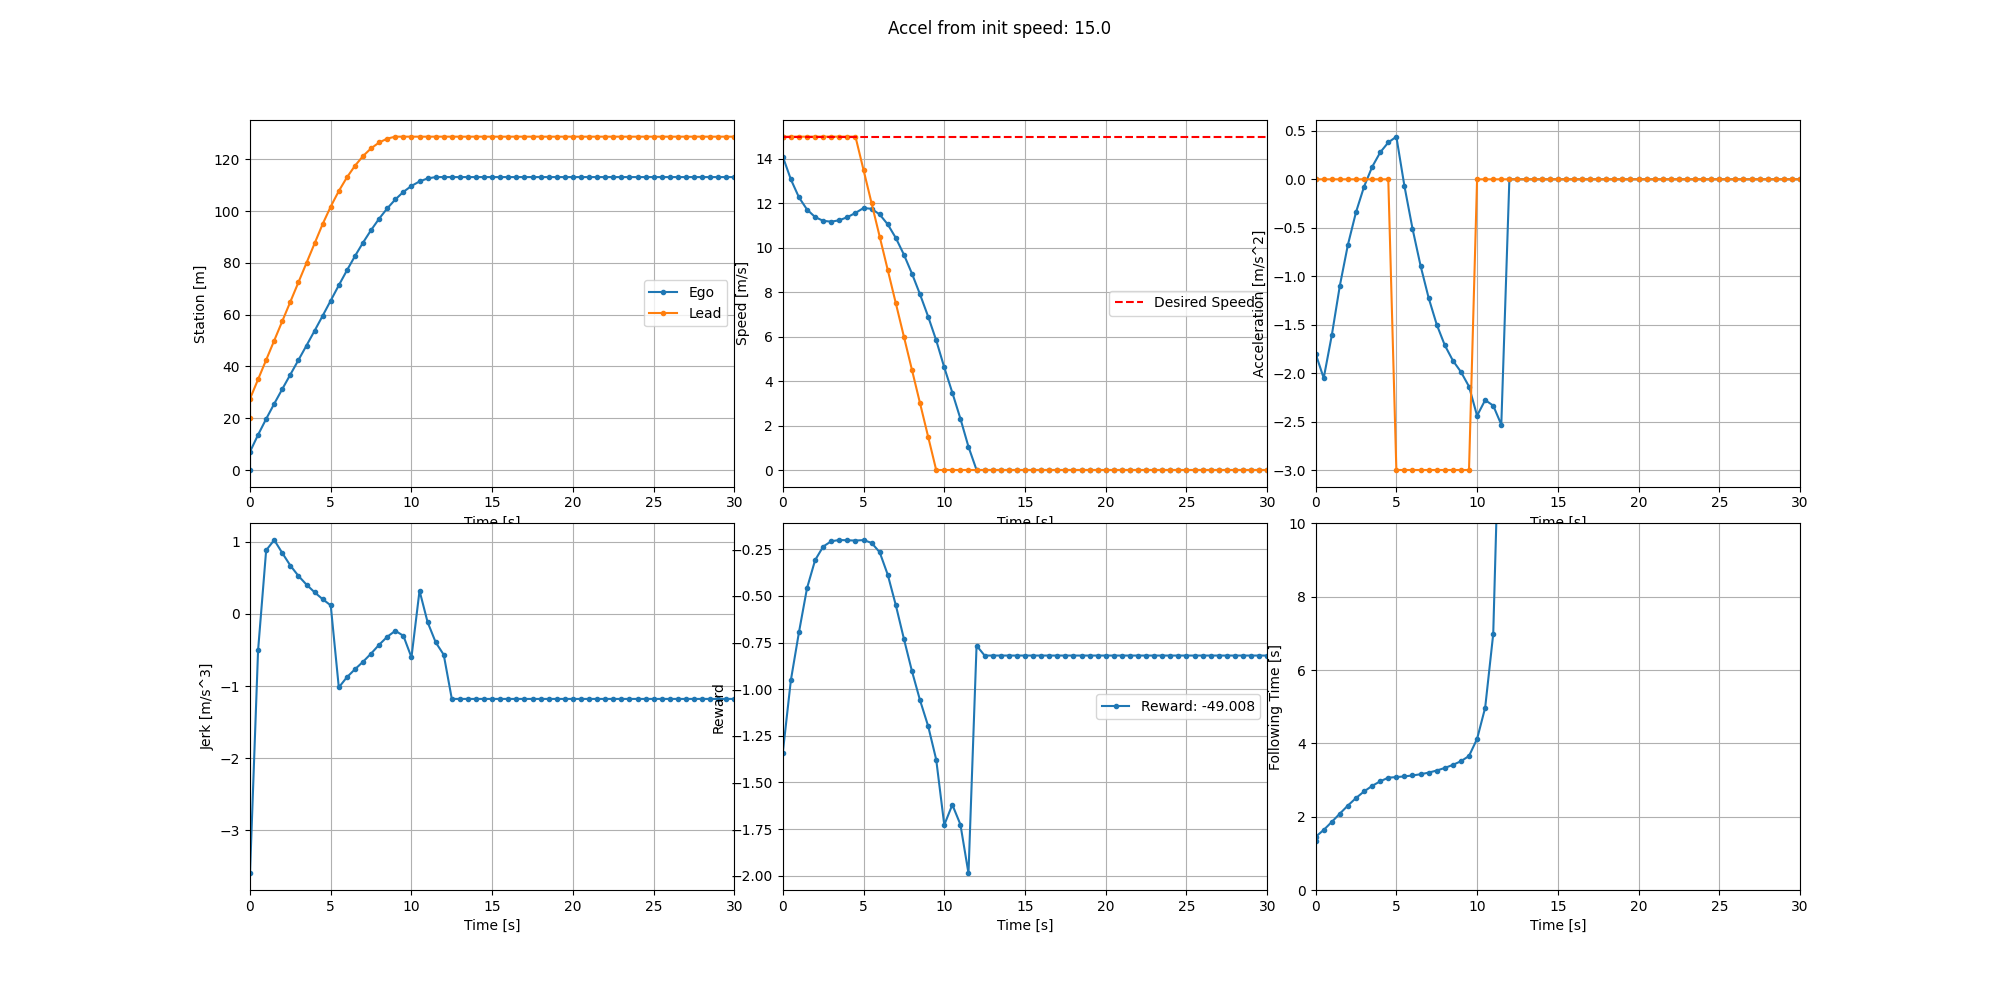 Accel from init speed: 15.0
Station [m]
120
100
80
60
40
20
0
Ego
Lead
0 5 10 15 20 25 30
Time [s]
Speed [m/s]
14
12
10
8
6
4
2
0
Desired Speed
0 5 10 15 20 25 30
Time [s]
Acceleration [m/s^2]
0.5
0.0
−0.5
−1.0
−1.5
−2.0
−2.5
−3.0
0 5 10 15 20 25 30
Time [s]
Jerk [m/s^3]
1
0
−1
−2
−3
0 5 10 15 20 25 30
Time [s]
Reward
−0.25
−0.50
−0.75
−1.00
−1.25
−1.50
−1.75
−2.00
Reward: -49.008
0 5 10 15 20 25 30
Time [s]
Following Time [s]
10
8
6
4
2
0
0 5 10 15 20 25 30
Time [s]